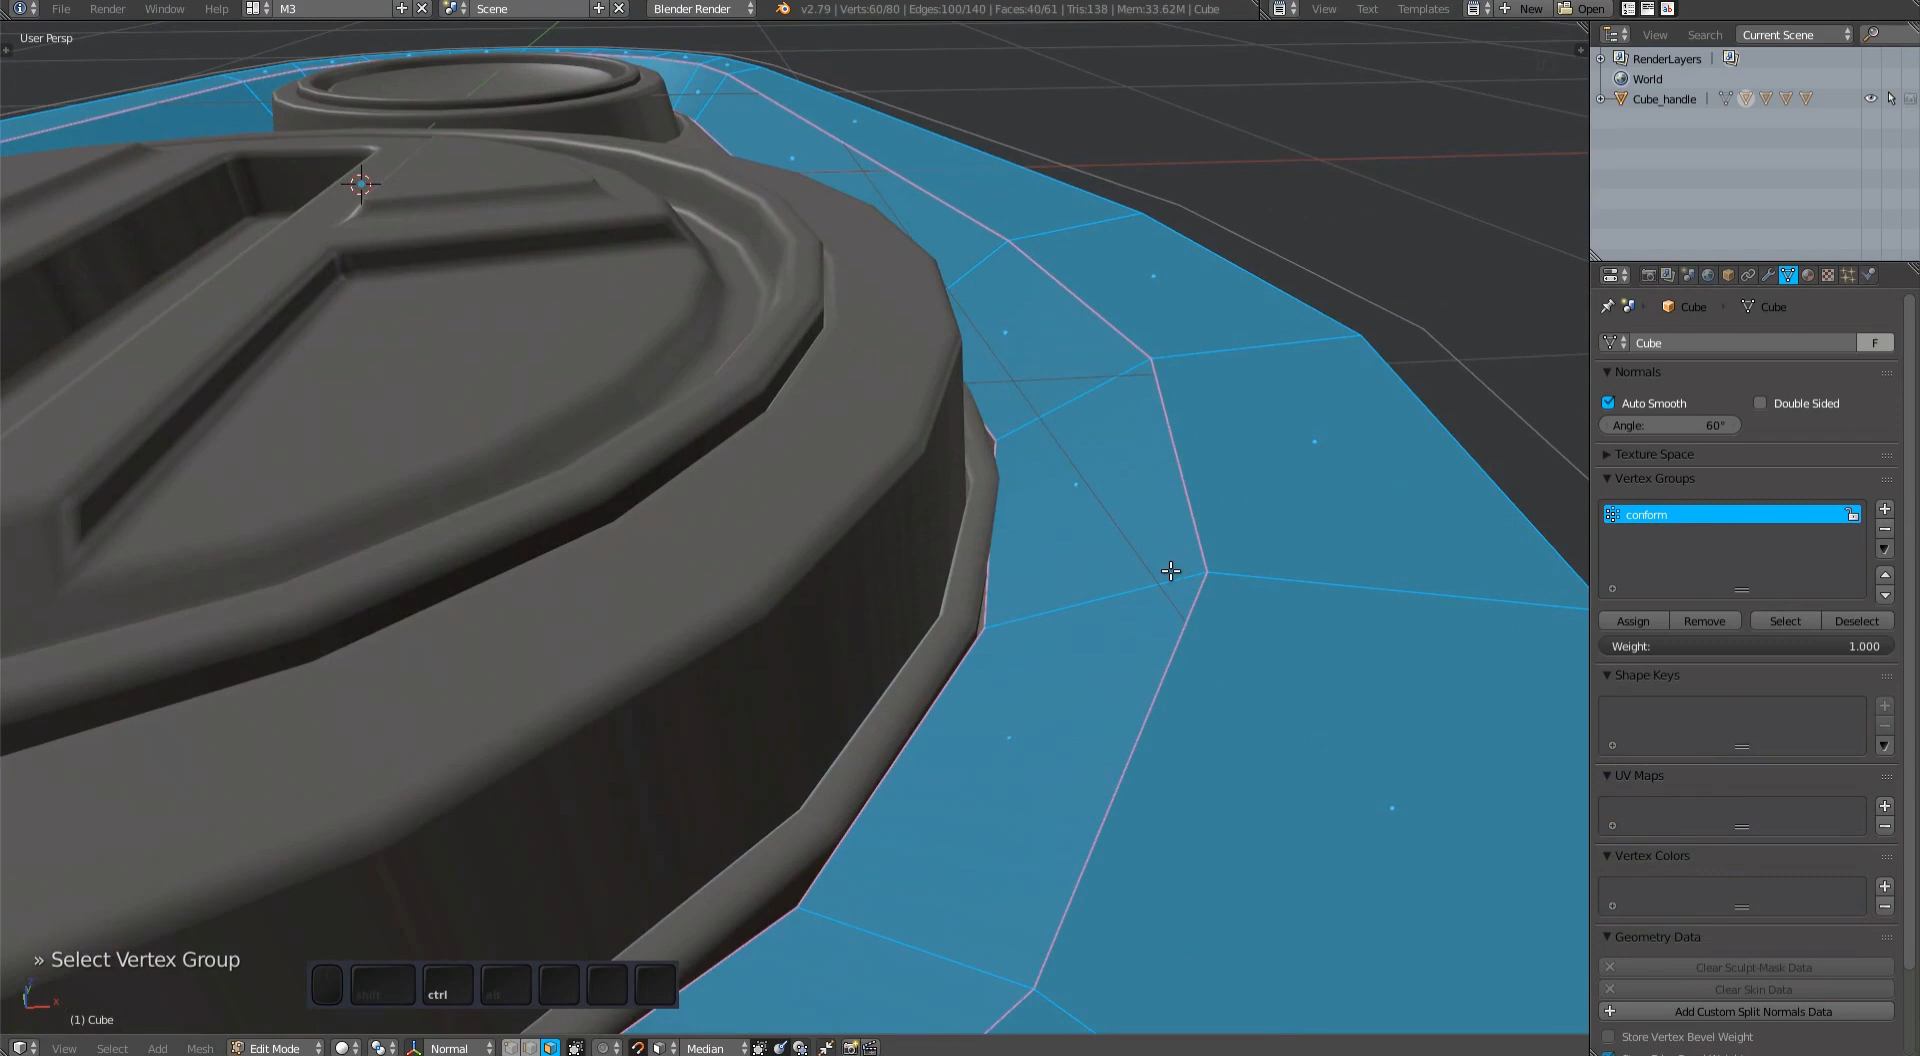 File Render Window Help M3 Scene Blender Render v2.79 | Verts:60/80 | Edges:100/140 | Faces:40/61 | Tris:138 | Mem:33.62M | Cube View Text Templates New Open
User Persp
View Search Current Scene
RenderLayers
World
Cube_handle
Cube Cube
Cube F
Normals
Auto Smooth Double Sided
Angle: 60°
Texture Space
Vertex Groups
conform
Assign Remove Select Deselect
Weight: 1.000
Shape Keys
UV Maps
Vertex Colors
Geometry Data
Clear Sculpt-Mask Data
Clear Skin Data
Add Custom Split Normals Data
Store Vertex Bevel Weight
» Select Vertex Group
shift ctrl alt
x
(1) Cube
View Select Add Mesh Edit Mode Normal Median